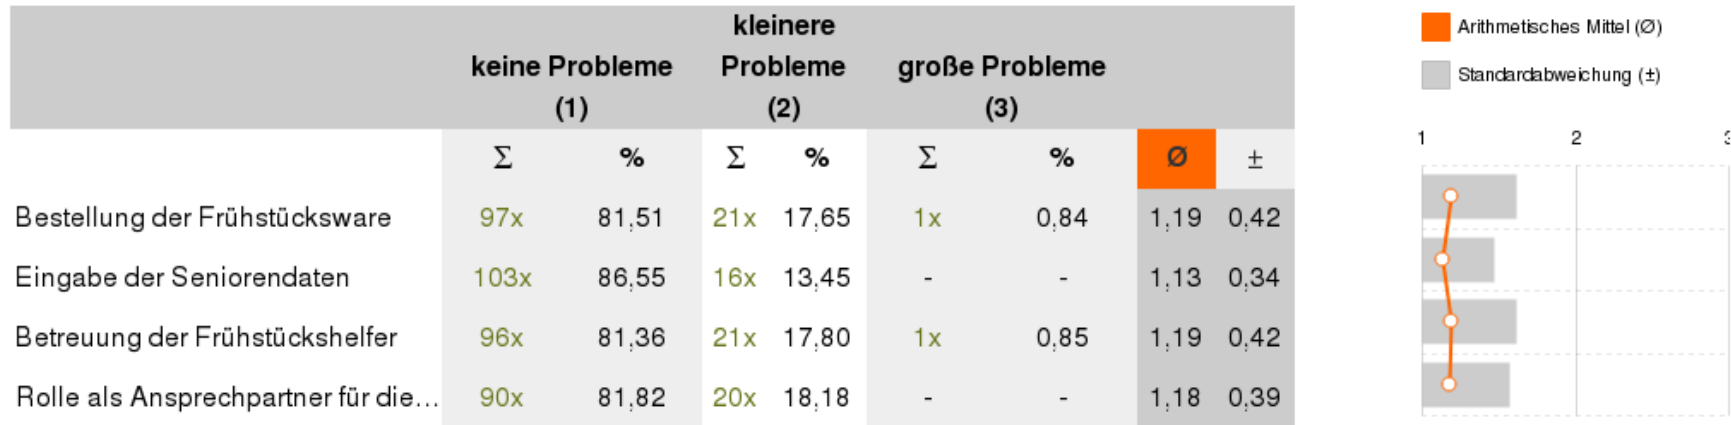 kleinere
keine Probleme Probleme große Probleme
(1) (2) (3)
Σ % Σ % Σ % Ø ±
Bestellung der Frühstücksware 97x 81,51 21x 17,65 1x 0,84 1,19 0,42
Eingabe der Seniorendaten 103x 86,55 16x 13,45 - - 1,13 0,34
Betreuung der Frühstückshelfer 96x 81,36 21x 17,80 1x 0,85 1,19 0,42
Rolle als Ansprechpartner für die... 90x 81,82 20x 18,18 - - 1,18 0,39
Arithmetisches Mittel (Ø)
Standardabweichung (±)
1 2 3